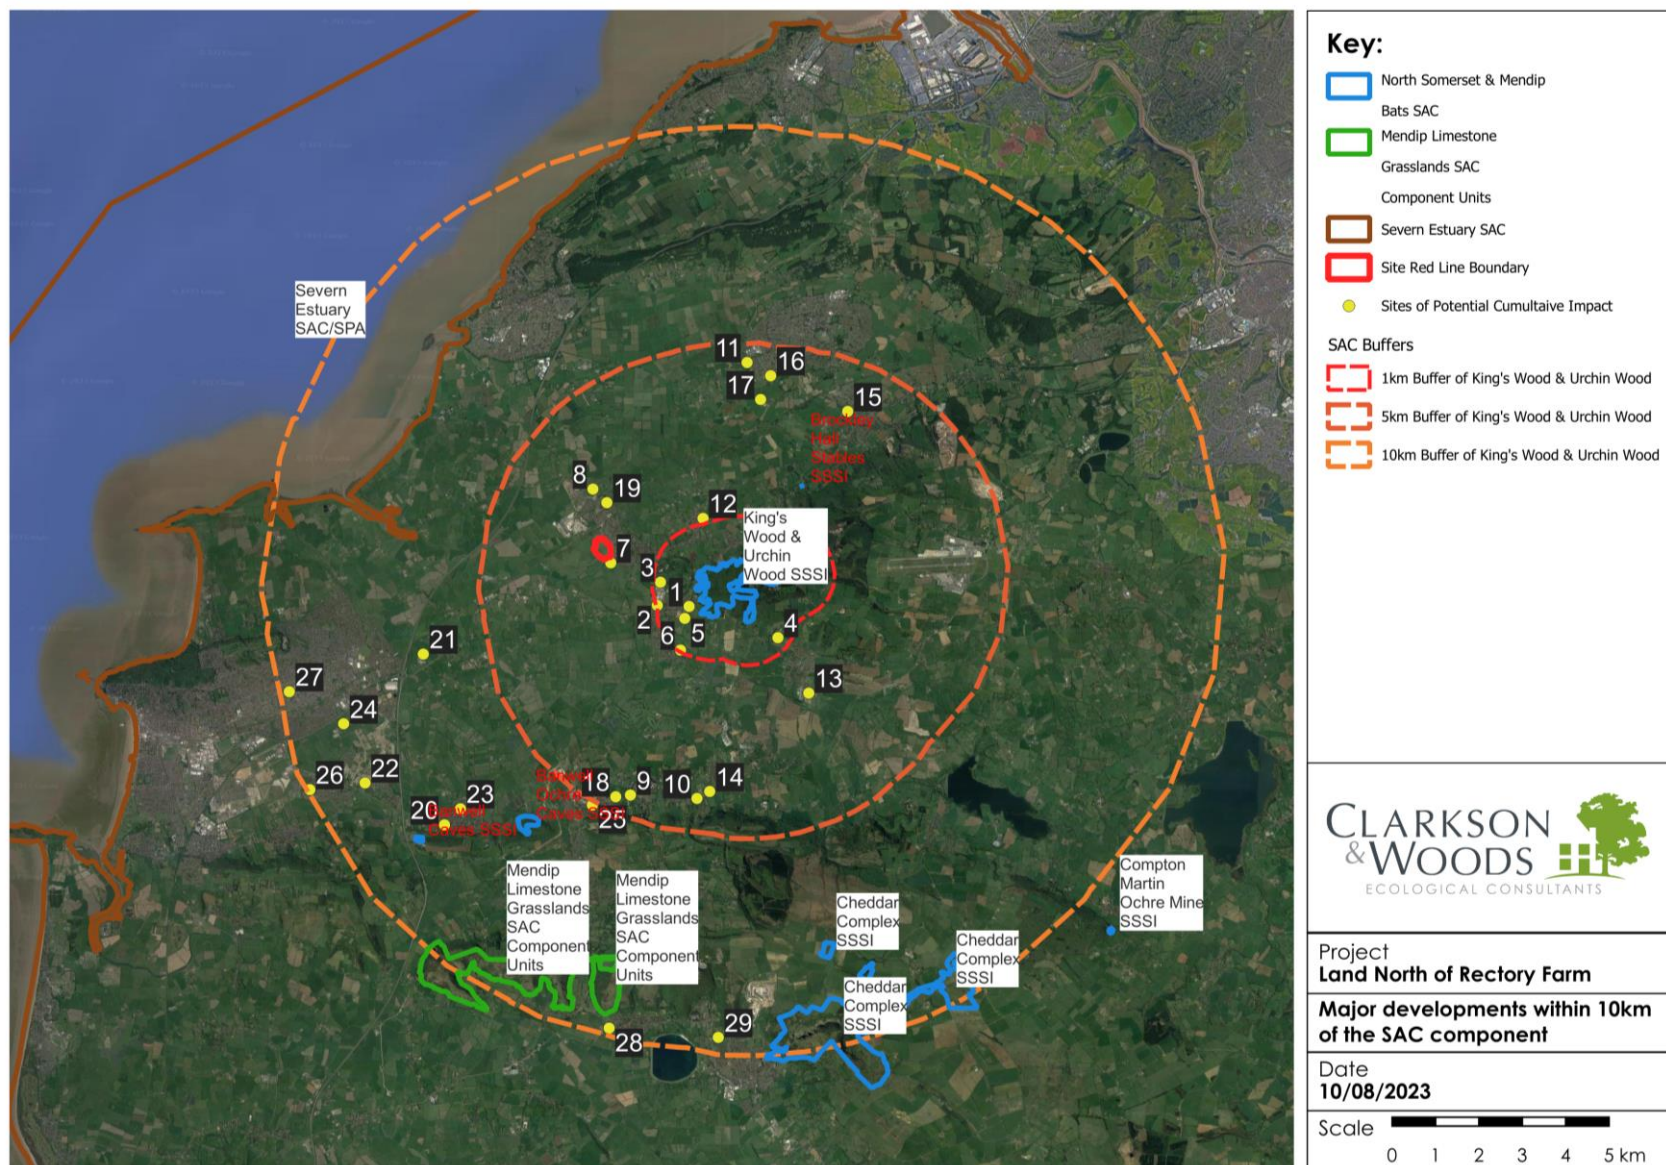 Severn
Estuary
SAC/SPA
11
16
17
15
Brockley
Hall
Stables
SSSI
8
19
12
King's
Wood &
Urchin
Wood SSSI
7
3
1
2
5
6
4
21
13
27
24
26
22
20
23
Banwell
Caves SSSI
Ochre
Caves SSSI
18
9
10
14
25
Mendip
Limestone
Grasslands
SAC
Component
Units
Mendip
Limestone
Grasslands
SAC
Component
Units
Cheddar
Complex
SSSI
Cheddar
Complex
SSSI
Cheddar
Complex
SSSI
Compton
Martin
Ochre Mine
SSSI
28
29
Key:
North Somerset & Mendip
Bats SAC
Mendip Limestone
Grasslands SAC
Component Units
Severn Estuary SAC
Site Red Line Boundary
Sites of Potential Cumultaive Impact
SAC Buffers
1km Buffer of King's Wood & Urchin Wood
5km Buffer of King's Wood & Urchin Wood
10km Buffer of King's Wood & Urchin Wood
CLARKSON
&WOODS
ECOLOGICAL CONSULTANTS
Project
Land North of Rectory Farm
Major developments within 10km
of the SAC component
Date
10/08/2023
Scale
0 1 2 3 4 5 km